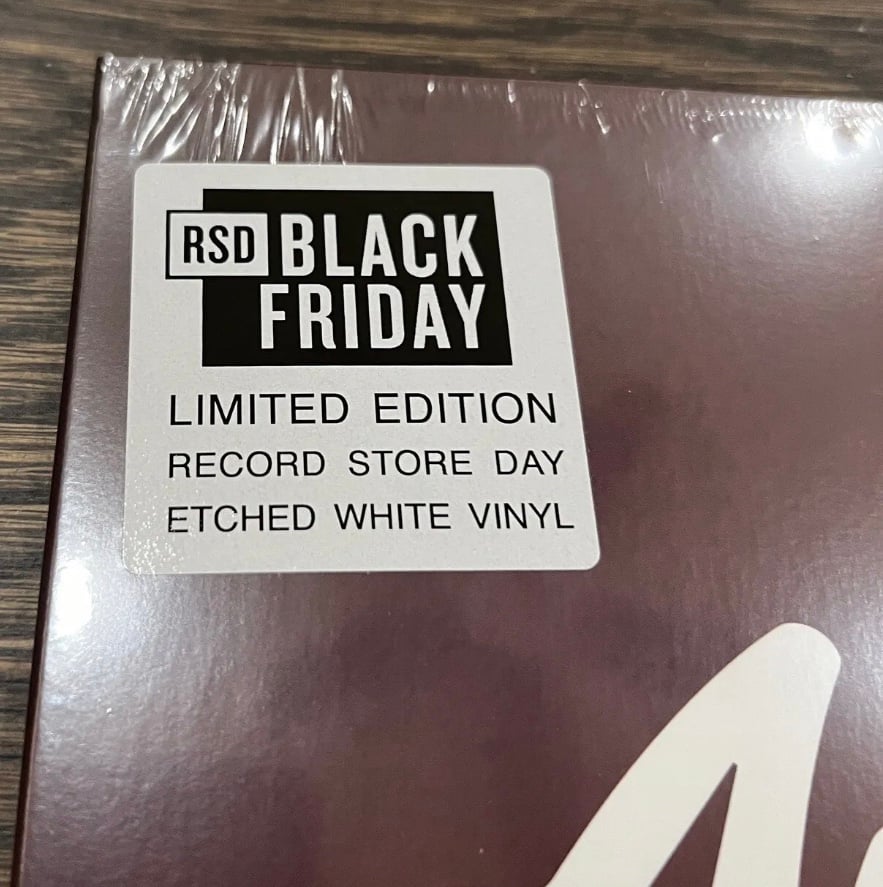 RSD BLACK
FRIDAY
LIMITED EDITION
RECORD STORE DAY
ETCHED WHITE VINYL